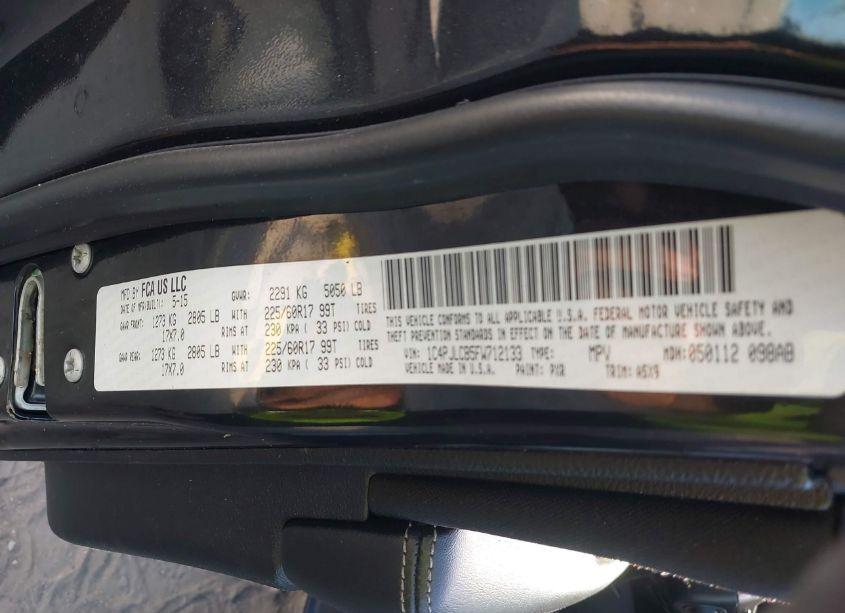 MFD BY FCA US LLC
DATE OF MFR/BUILT: 5-15 GVWR: 2291 KG 5050 LB
GAWR FRONT: 1273 KG 2805 LB WITH 225/60R17 99T TIRES
17X7.0 RIMS AT 230 KPA ( 33 PSI) COLD
GAWR REAR: 1273 KG 2805 LB WITH 225/60R17 99T TIRES
17X7.0 RIMS AT 230 KPA ( 33 PSI) COLD
THIS VEHICLE CONFORMS TO ALL APPLICABLE U.S.A. FEDERAL MOTOR VEHICLE SAFETY AND
THEFT PREVENTION STANDARDS IN EFFECT ON THE DATE OF MANUFACTURE SHOWN ABOVE.
VIN: 1C4PJLCB5FW712133 TYPE: MPV MDH: 050112 098AB
VEHICLE MADE IN U.S.A. PAINT: PXR TRIM: A5X9